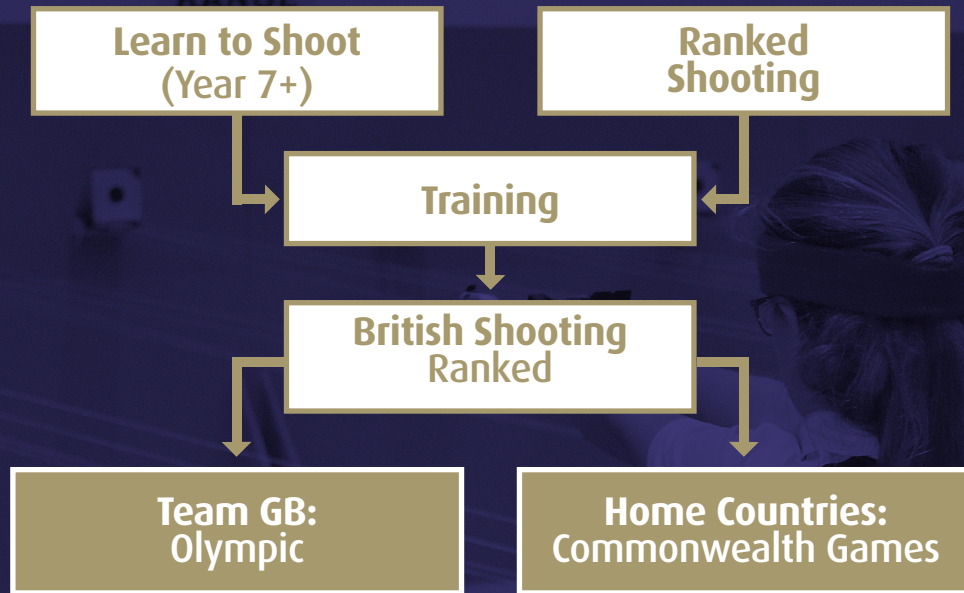 Learn to Shoot
(Year 7+)
Ranked
Shooting
Training
British Shooting
Ranked
Team GB:
Olympic
Home Countries:
Commonwealth Games